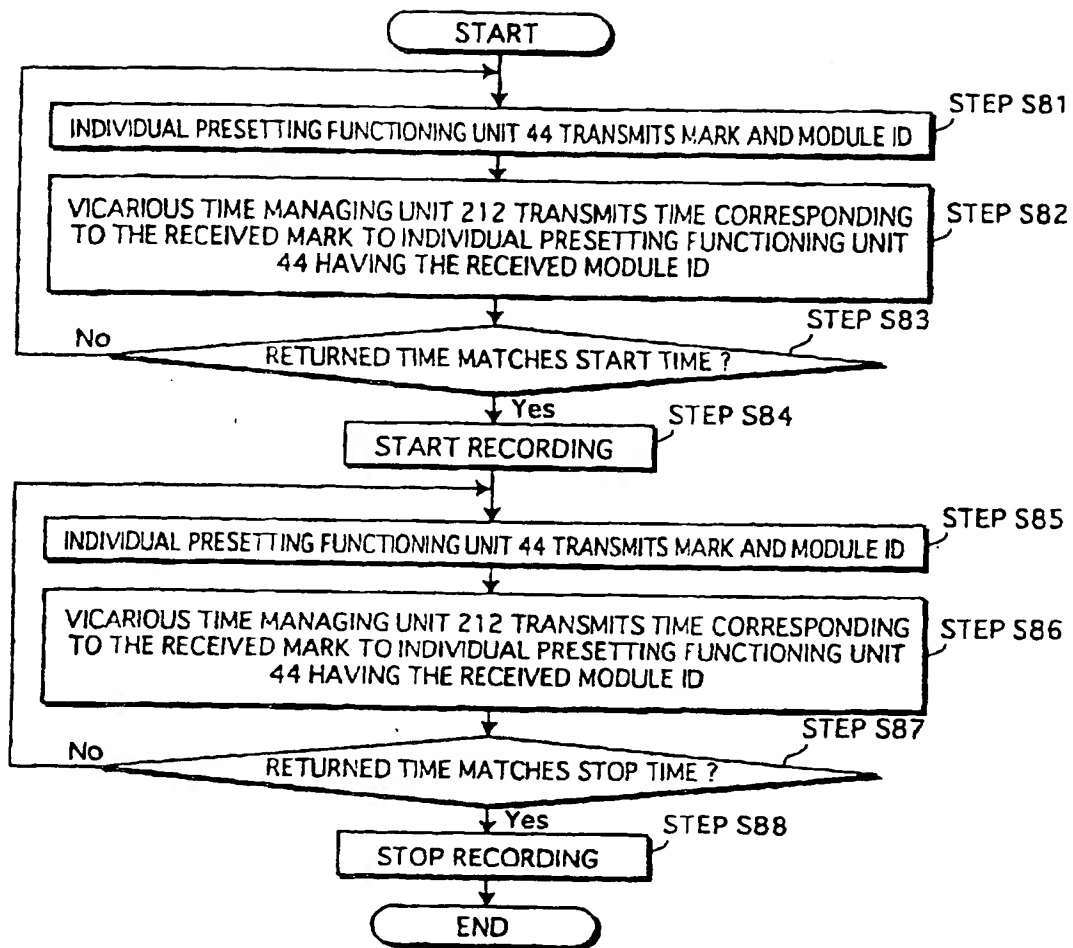 START
STEP S81
INDIVIDUAL PRESETTING FUNCTIONING UNIT 44 TRANSMITS MARK AND MODULE ID
STEP S82
VICARIOUS TIME MANAGING UNIT 212 TRANSMITS TIME CORRESPONDING
TO THE RECEIVED MARK TO INDIVIDUAL PRESETTING FUNCTIONING UNIT
44 HAVING THE RECEIVED MODULE ID
STEP S83
No
RETURNED TIME MATCHES START TIME ?
Yes
STEP S84
START RECORDING
STEP S85
INDIVIDUAL PRESETTING FUNCTIONING UNIT 44 TRANSMITS MARK AND MODULE ID
VICARIOUS TIME MANAGING UNIT 212 TRANSMITS TIME CORRESPONDING
STEP S86
TO THE RECEIVED MARK TO INDIVIDUAL PRESETTING FUNCTIONING UNIT
44 HAVING THE RECEIVED MODULE ID
STEP S87
No
RETURNED TIME MATCHES STOP TIME ?
Yes
STEP S88
STOP RECORDING
END